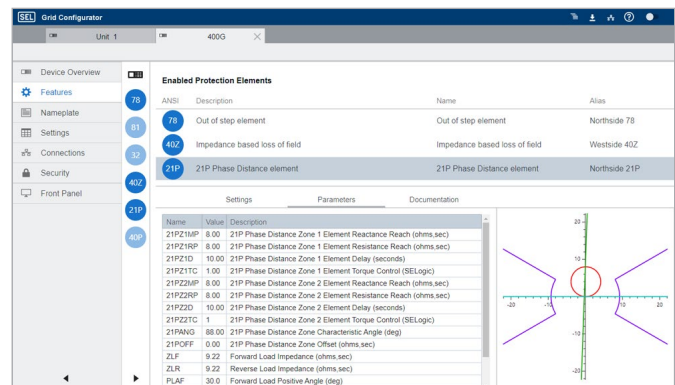 SEL Grid Configurator
Unit 1
400G
Device Overview
Features
Nameplate
Settings
Connections
Security
Front Panel
78
81
32
40Z
21P
40P
Enabled Protection Elements
ANSI Description Name Alias
78 Out of step element Out of step element Northside 78
40Z Impedance based loss of field Impedance based loss of field Westside 40Z
21P 21P Phase Distance element 21P Phase Distance element Northside 21P
Settings Parameters Documentation
Name Value Description
21PZ1MP 8.00 21P Phase Distance Zone 1 Element Reactance Reach (ohms,sec)
21PZ1RP 8.00 21P Phase Distance Zone 1 Element Resistance Reach (ohms,sec)
21PZ1D 10.00 21P Phase Distance Zone 1 Element Delay (seconds)
21PZ1TC 1.00 21P Phase Distance Zone 1 Element Torque Control (SELogic)
21PZ2MP 8.00 21P Phase Distance Zone 2 Element Reactance Reach (ohms,sec)
21PZ2RP 8.00 21P Phase Distance Zone 2 Element Resistance Reach (ohms,sec)
21PZ2D 10.00 21P Phase Distance Zone 2 Element Delay (seconds)
21PZ2TC 1 21P Phase Distance Zone 2 Element Torque Control (SELogic)
21PANG 88.00 21P Phase Distance Zone Characteristic Angle (deg)
21POFF 0.00 21P Phase Distance Zone Offset (ohms,sec)
ZLF 9.22 Forward Load Impedance (ohms,sec)
ZLR 9.22 Reverse Load Impedance (ohms,sec)
PLAF 30.0 Forward Load Positive Angle (deg)
20
10
-20 -10 10 20
-10
-20